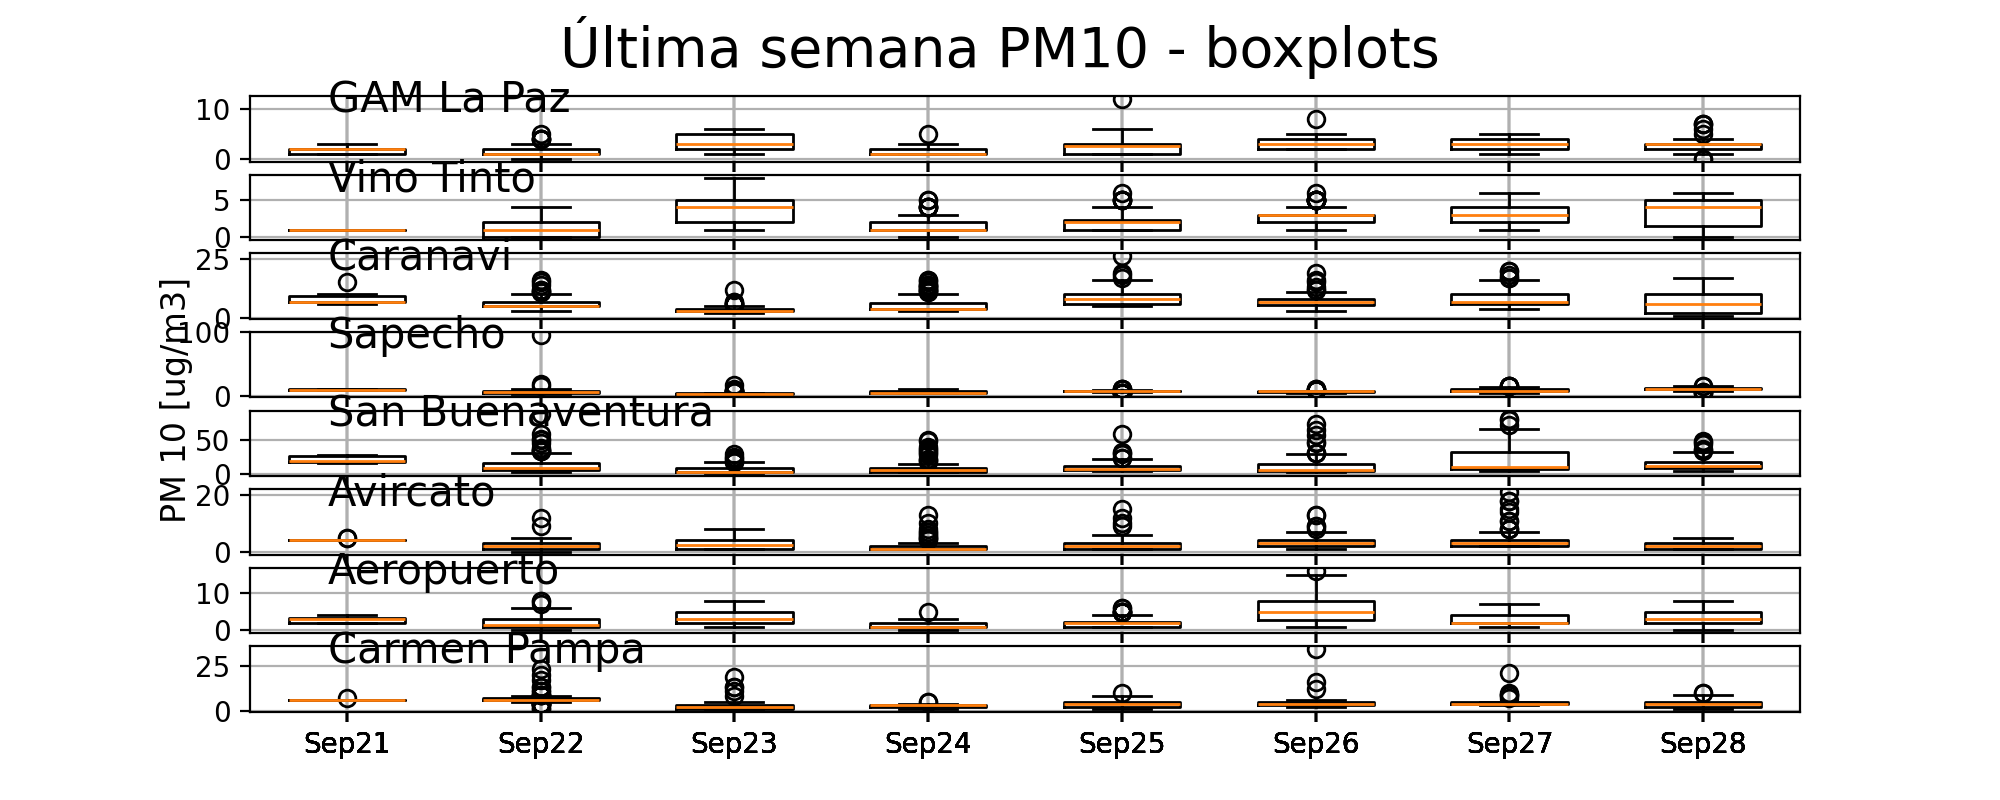 Última semana PM10 - boxplots
GAM La Paz
10
0
Vino Tinto
5
0
Caranavi
25
0
Sapecho
100
0
San Buenaventura
50
0
Avircato
20
0
Aeropuerto
10
0
Carmen Pampa
25
0
PM 10 [ug/m3]
Sep21 Sep22 Sep23 Sep24 Sep25 Sep26 Sep27 Sep28